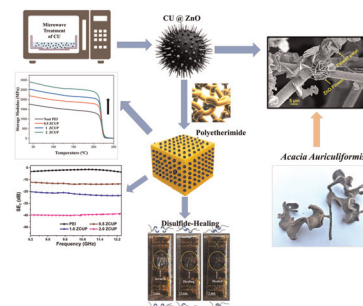 Microwave
Treatment
of CU
CU @ ZnO
5 μm
Storage Modulus (MPa)
Neat PEI
0.5 ZCUP
1 ZCUP
2 ZCUP
Temperature (°C)
Polyetherimide
Acacia Auriculiformis
SE_T (dB)
PEI
0.5 ZCUP
1.0 ZCUP
2.0 ZCUP
Frequency (GHz)
Disulfide-Healing